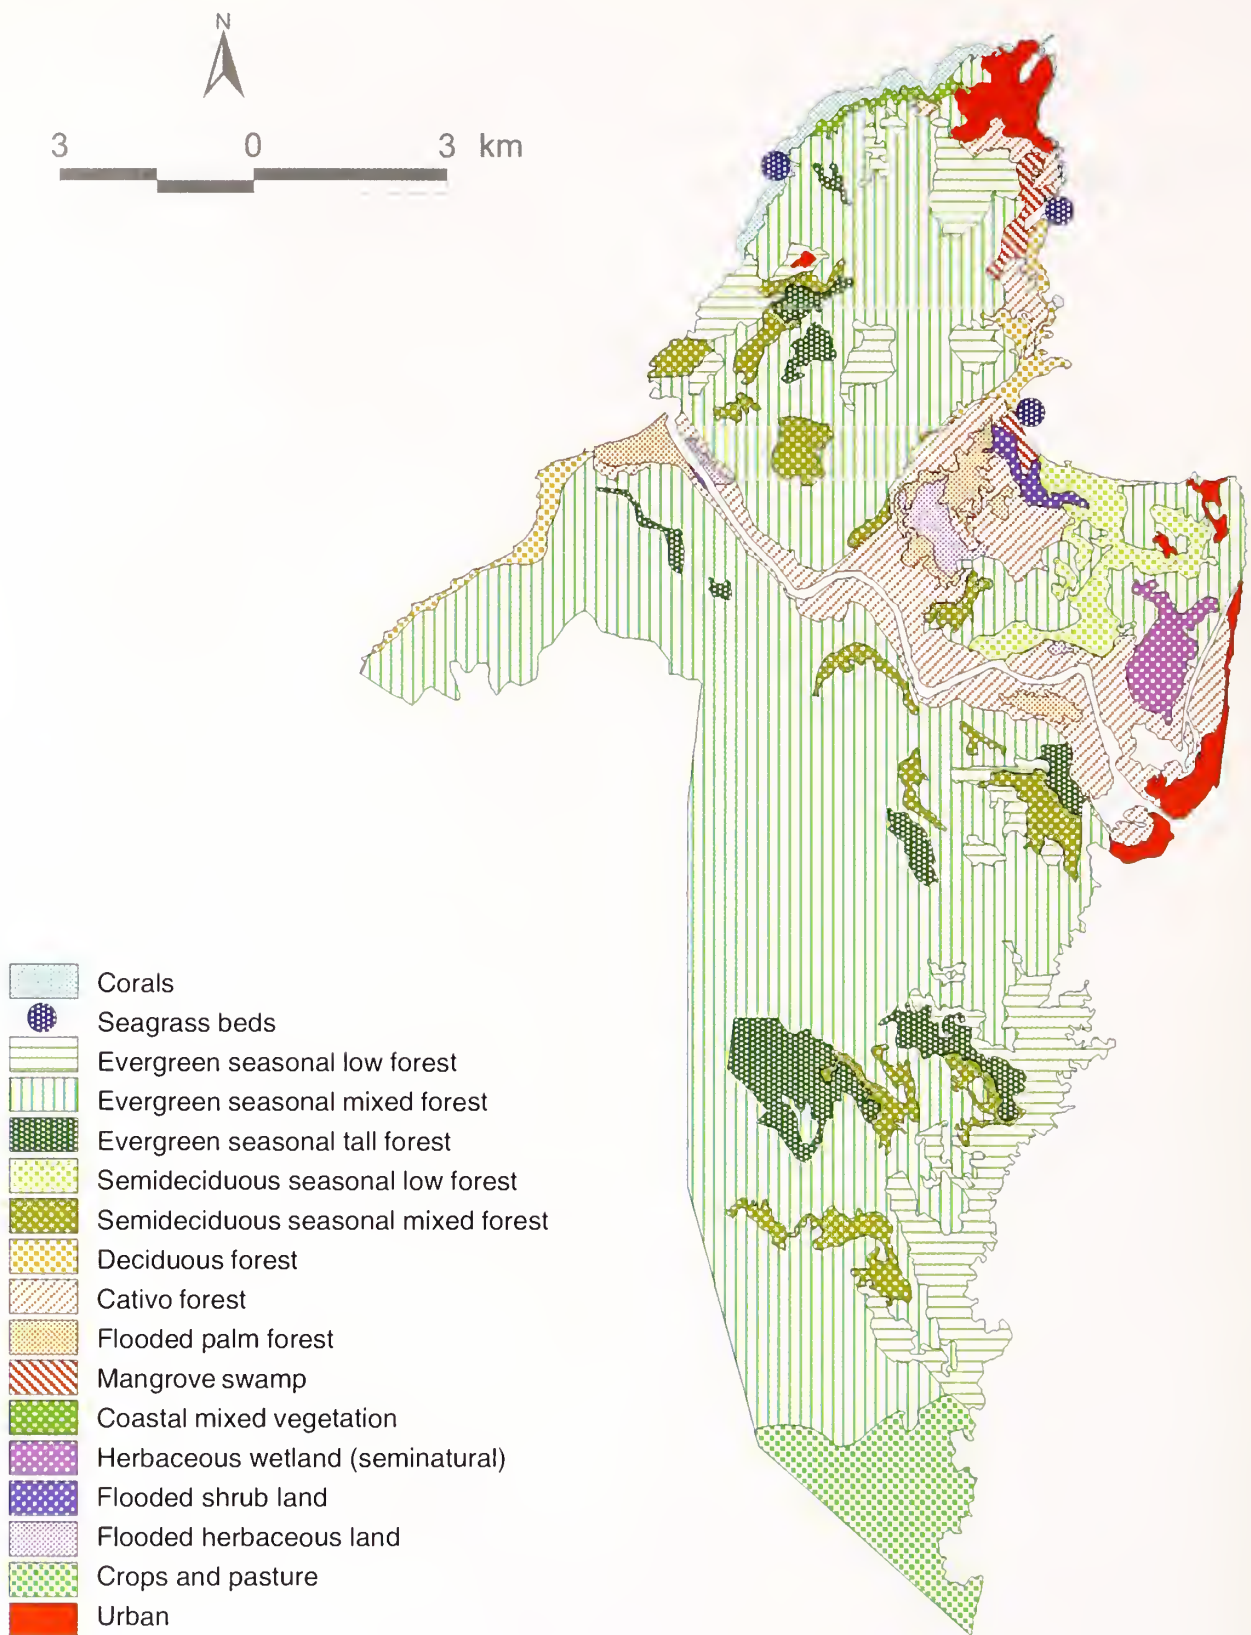 N
3 0 3 km
Corals
Seagrass beds
Evergreen seasonal low forest
Evergreen seasonal mixed forest
Evergreen seasonal tall forest
Semideciduous seasonal low forest
Semideciduous seasonal mixed forest
Deciduous forest
Cativo forest
Flooded palm forest
Mangrove swamp
Coastal mixed vegetation
Herbaceous wetland (seminatural)
Flooded shrub land
Flooded herbaceous land
Crops and pasture
Urban